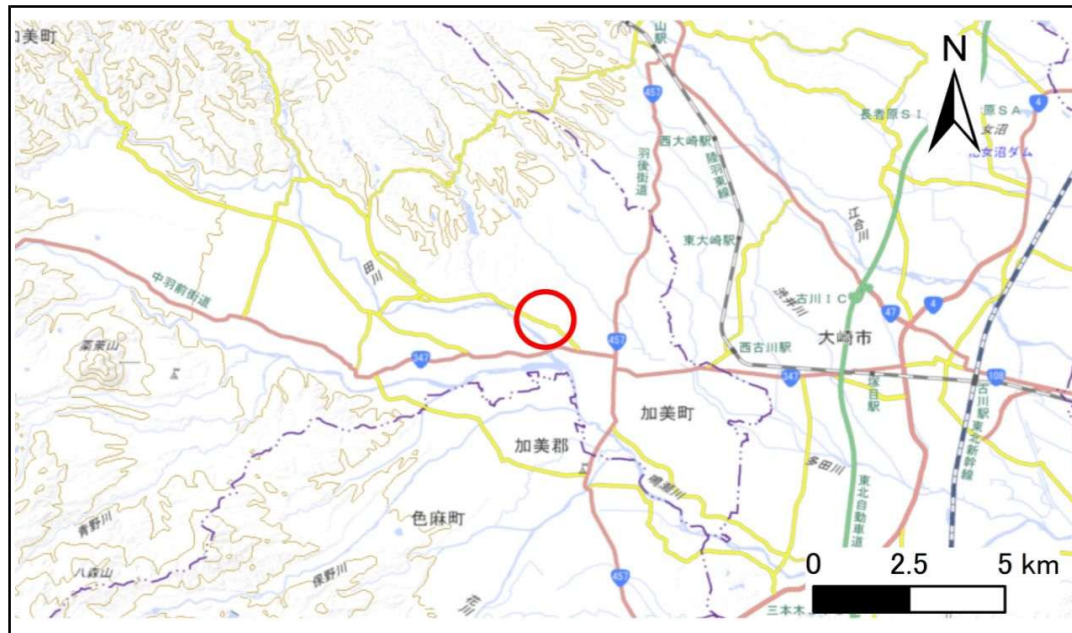 加美町
山駅
457
4
N
長者原ＳＩ
原ＳＡ
女沼
化女沼ダム
西大崎駅
陸羽東線
羽後街道
東大崎駅
江合川
田川
中羽前街道
渋井川
古川ＩＣ
47
4
大崎市
薬莱山
457
西古川駅
347
347
塚目駅
108
古川駅
東北新幹線
加美町
加美郡
多田川
鳴瀬川
東北自動車道
色麻町
青野川
八森山
保野川
花川
457
三本木
0 2.5 5 km